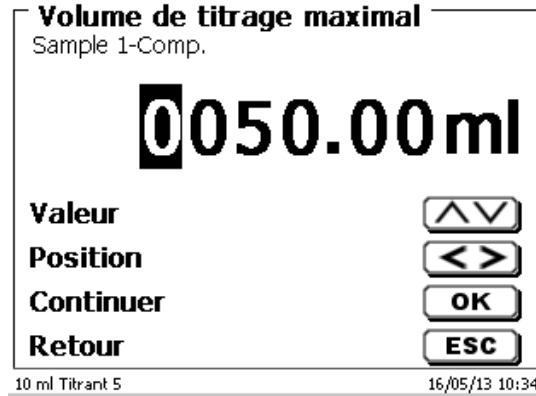 Volume de titrage maximal
Sample 1-Comp.
0050.00ml
Valeur
Position
Continuer OK
Retour ESC
10 ml Titrant 5 16/05/13 10:34